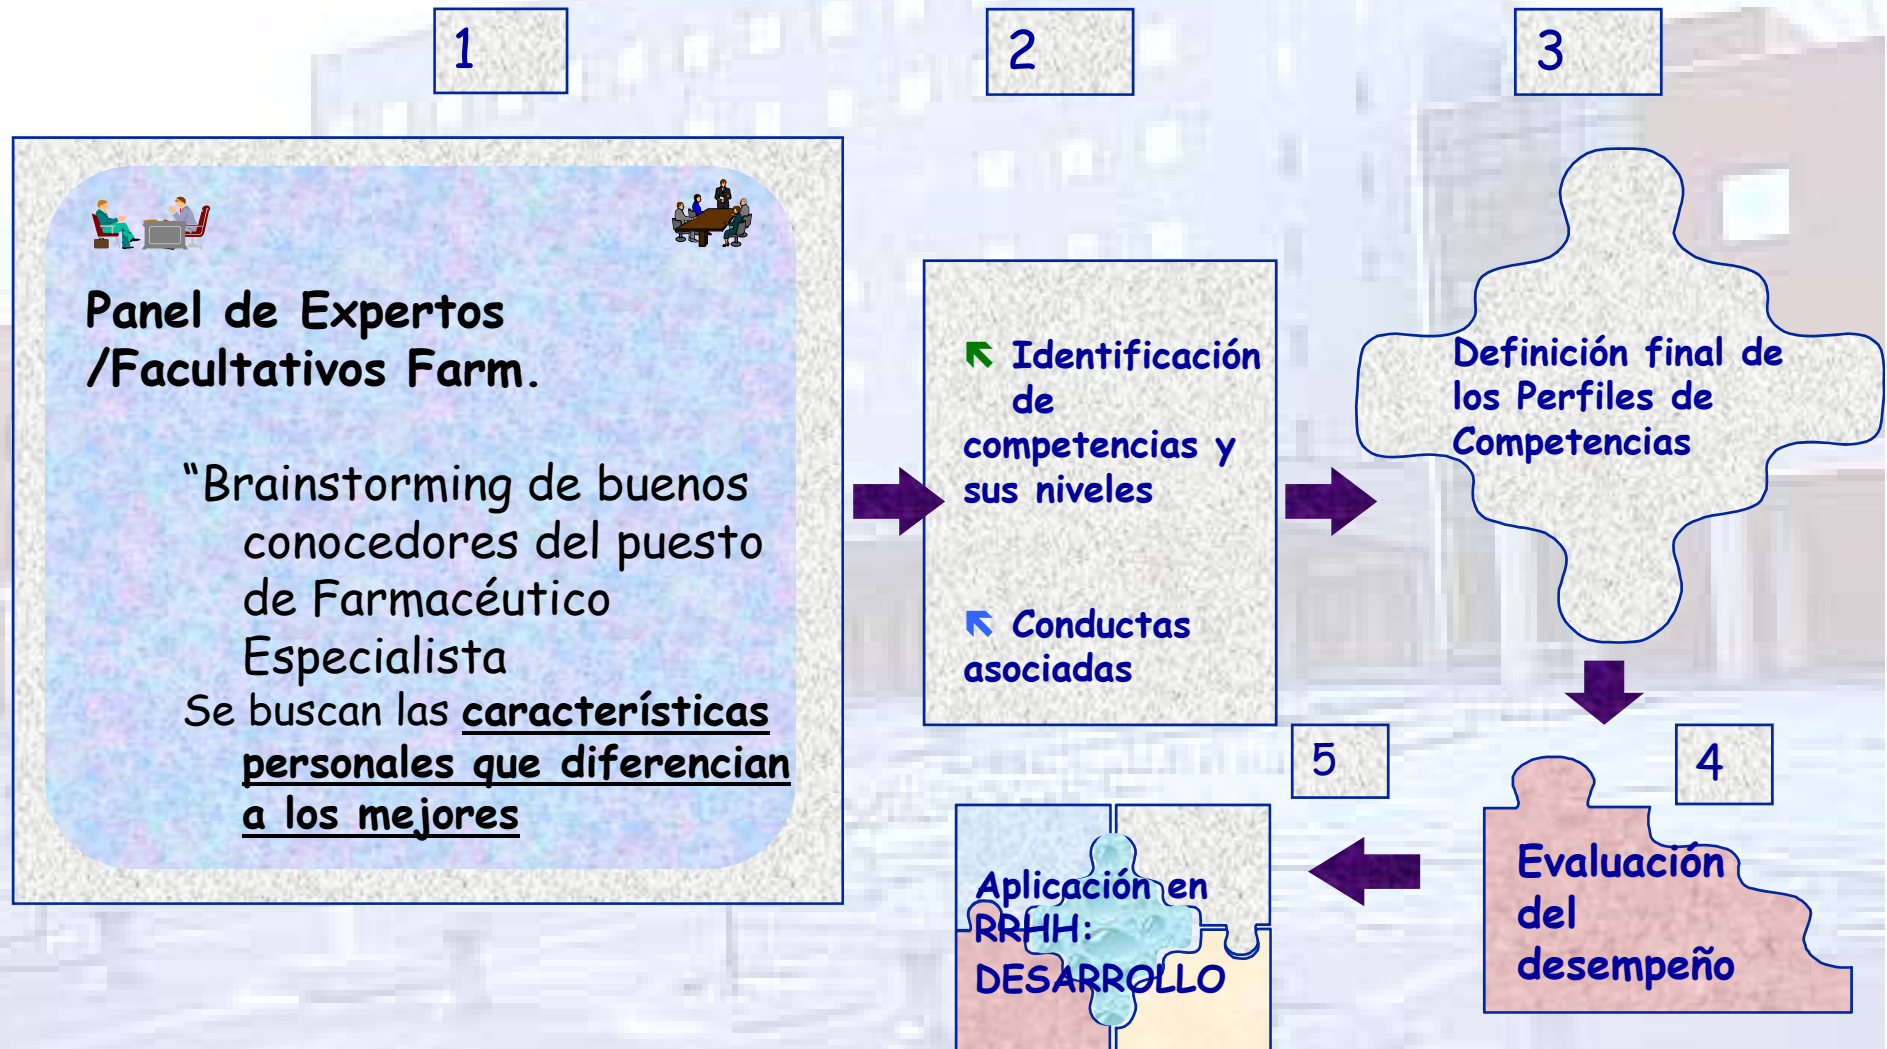 1
Panel de Expertos
/Facultativos Farm.
“Brainstorming de buenos
conocedores del puesto
de Farmacéutico
Especialista
Se buscan las características
personales que diferencian
a los mejores
2
Identificación
de
competencias y
sus niveles
Conductas
asociadas
3
Definición final de
los Perfiles de
Competencias
4
Evaluación
del
desempeño
5
Aplicación en
RRHH:
DESARROLLO